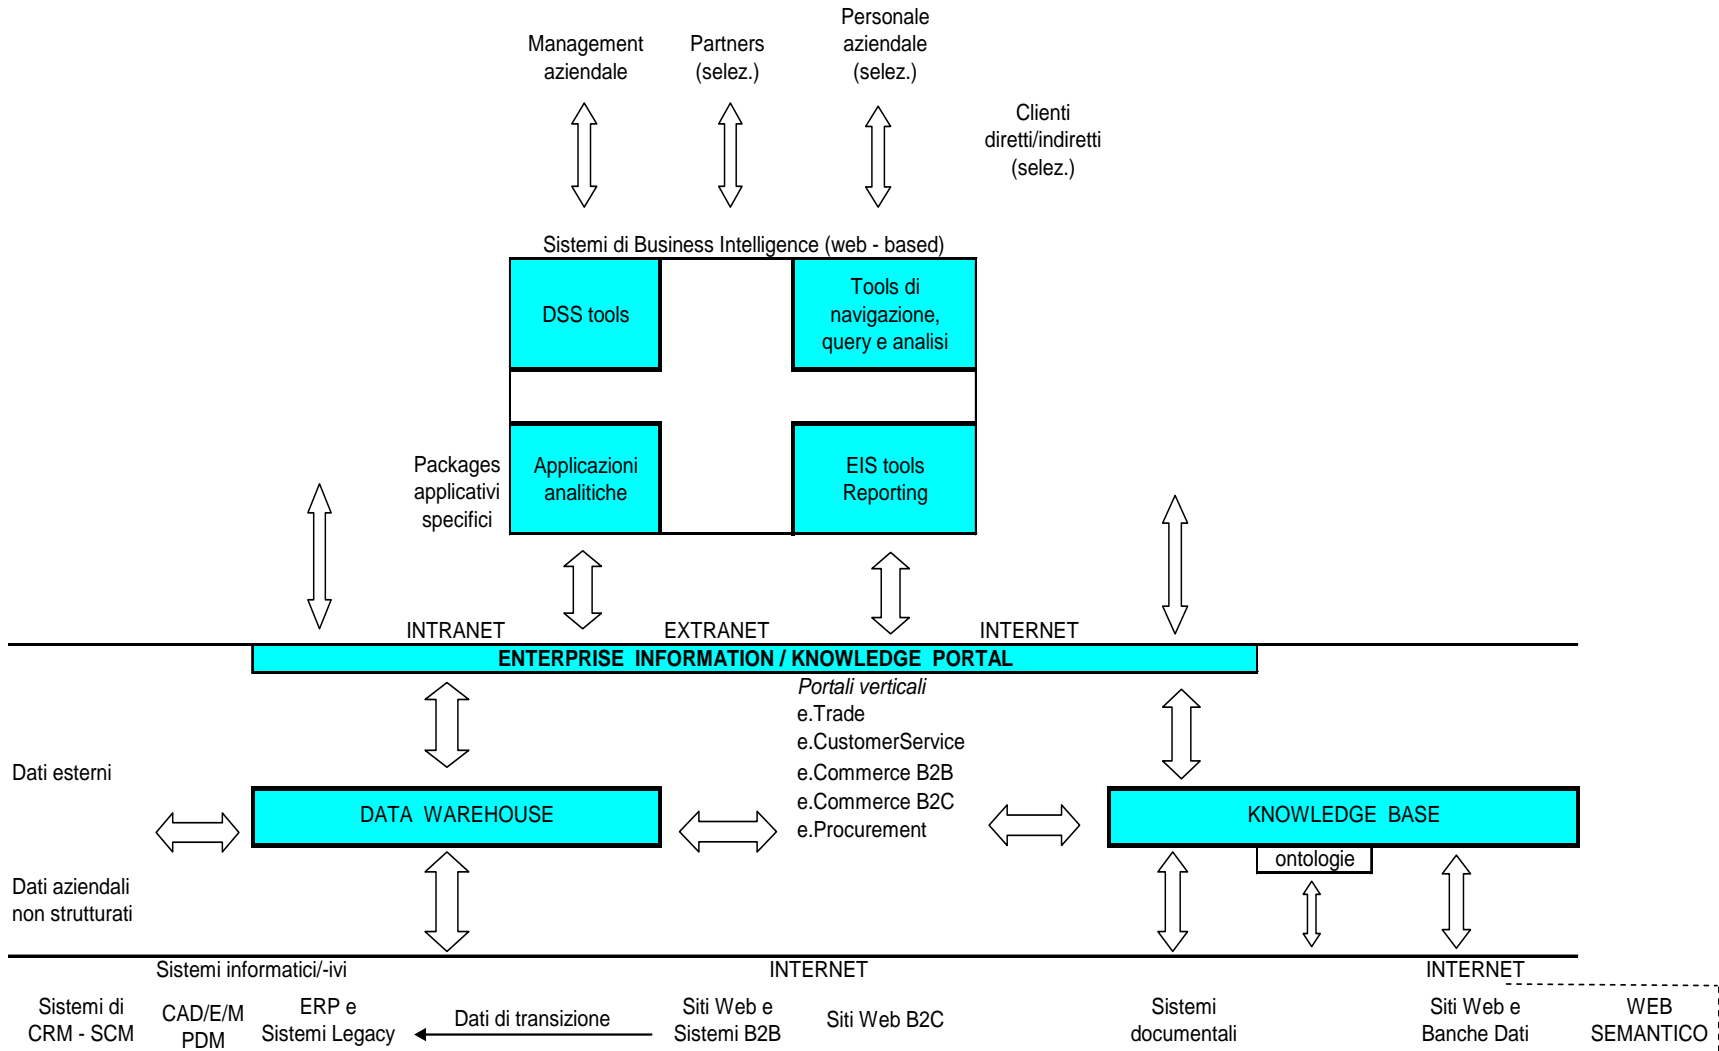 Management
aziendale
Partners
(selez.)
Personale
aziendale
(selez.)
Clienti
diretti/indiretti
(selez.)
Sistemi di Business Intelligence (web - based)
DSS tools
Tools di
navigazione,
query e analisi
Packages
applicativi
specifici
Applicazioni
analitiche
EIS tools
Reporting
INTRANET
EXTRANET
INTERNET
ENTERPRISE INFORMATION / KNOWLEDGE PORTAL
Portali verticali
e.Trade
e.CustomerService
e.Commerce B2B
e.Commerce B2C
e.Procurement
Dati esterni
DATA WAREHOUSE
KNOWLEDGE BASE
ontologie
Dati aziendali
non strutturati
Sistemi informatici/-ivi
INTERNET
INTERNET
Sistemi di
CRM - SCM
CAD/E/M
PDM
ERP e
Sistemi Legacy
Dati di transizione
Siti Web e
Sistemi B2B
Siti Web B2C
Sistemi
documentali
Siti Web e
Banche Dati
WEB
SEMANTICO